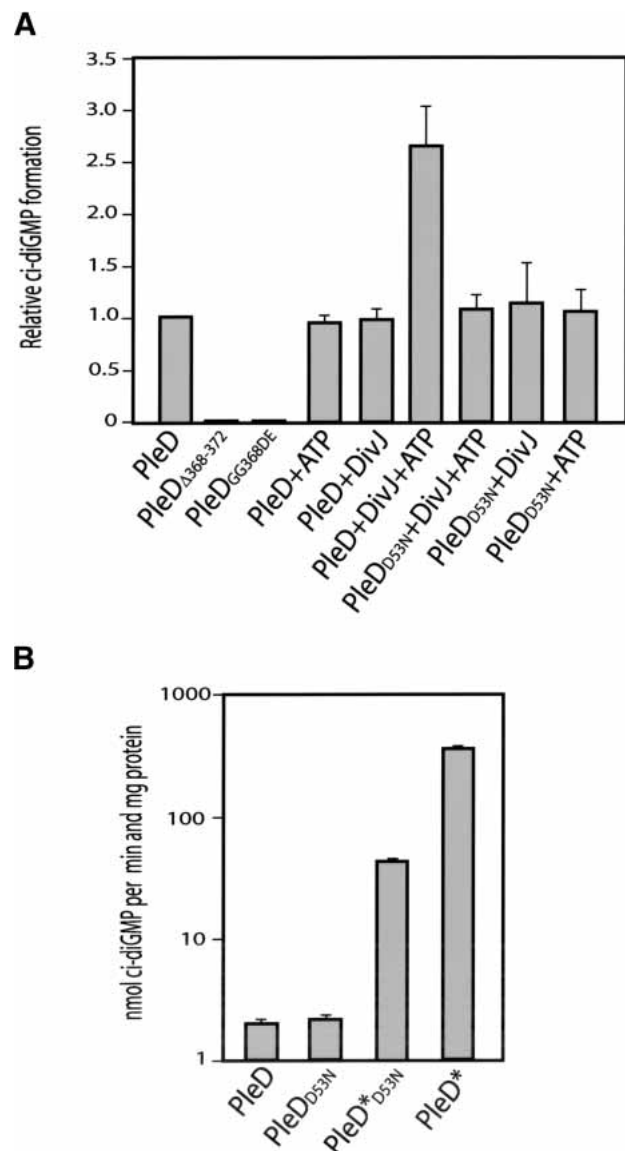 A
3.5
3.0
2.5
2.0
1.5
1.0
0.5
0
Relative ci-diGMP formation
PleD
PleDΔ368-372
PleDGG368DE
PleD+ATP
PleD+DivJ
PleD+DivJ+ATP
PleDD53N+DivJ+ATP
PleDD53N+DivJ
PleDD53N+ATP
B
1000
100
10
1
nmol ci-diGMP per min and mg protein
PleD
PleDD53N
PleD*D53N
PleD*